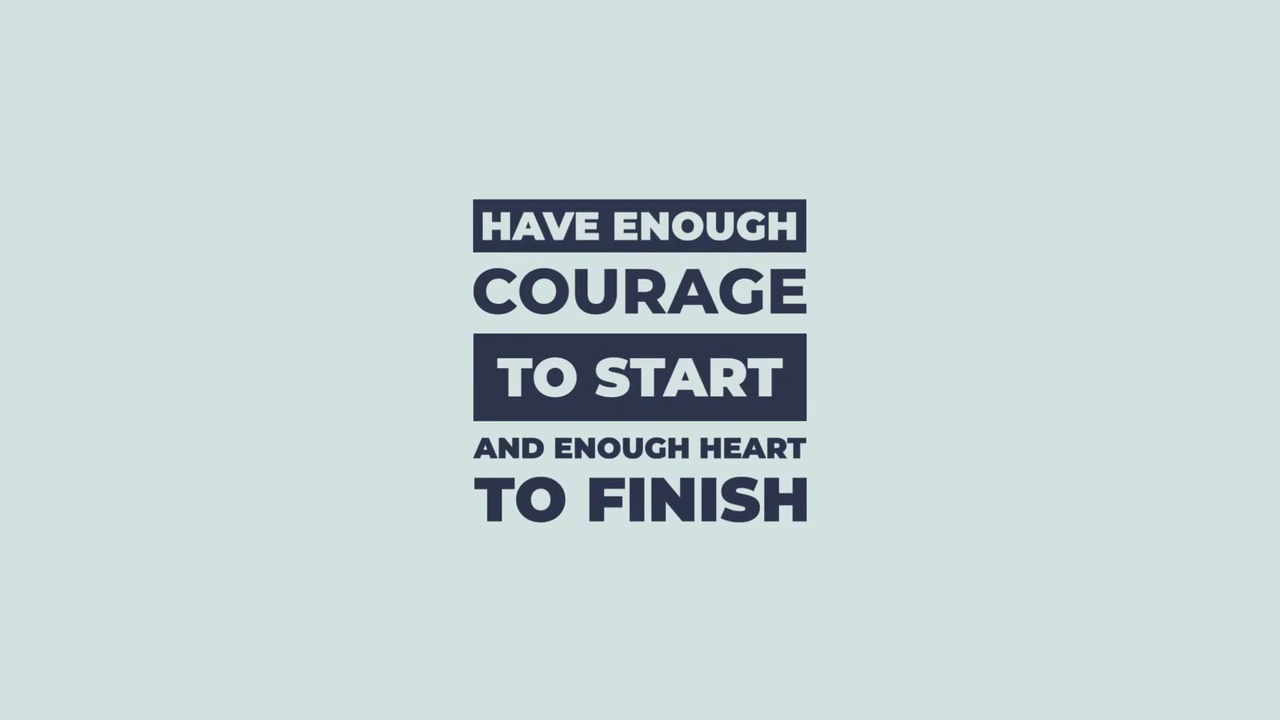 HAVE ENOUGH
COURAGE
TO START
AND ENOUGH HEART
TO FINISH